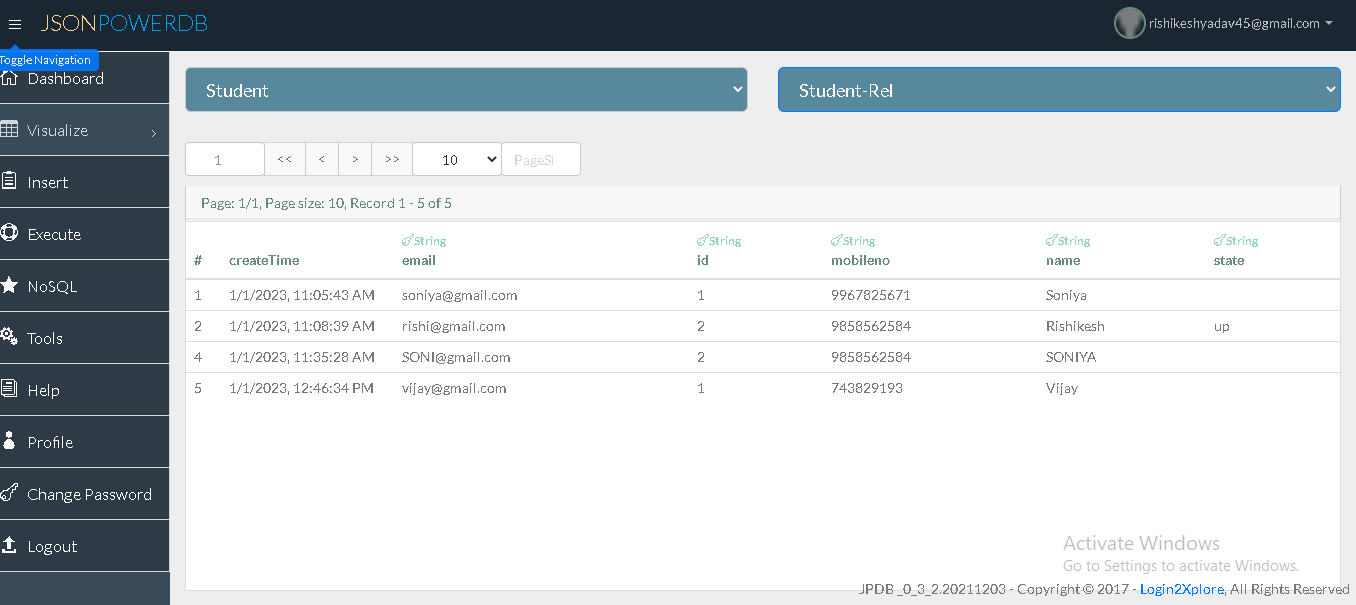 JSONPOWERDB
rishikeshyadav45@gmail.com
Toggle Navigation
Dashboard
Visualize
Insert
Execute
NoSQL
Tools
Help
Profile
Change Password
Logout
Student
Student-Rel
1 << < > >> 10 PageSi
Page: 1/1, Page size: 10, Record 1 - 5 of 5
String String String String String
# createTime email id mobileno name state
1 1/1/2023, 11:05:43 AM soniya@gmail.com 1 9967825671 Soniya
2 1/1/2023, 11:08:39 AM rishi@gmail.com 2 9858562584 Rishikesh up
4 1/1/2023, 11:35:28 AM SONI@gmail.com 2 9858562584 SONIYA
5 1/1/2023, 12:46:34 PM vijay@gmail.com 1 743829193 Vijay
Activate Windows
Go to Settings to activate Windows.
JPDB _0_3_2.20211203 - Copyright © 2017 - Login2Xplore, All Rights Reserved